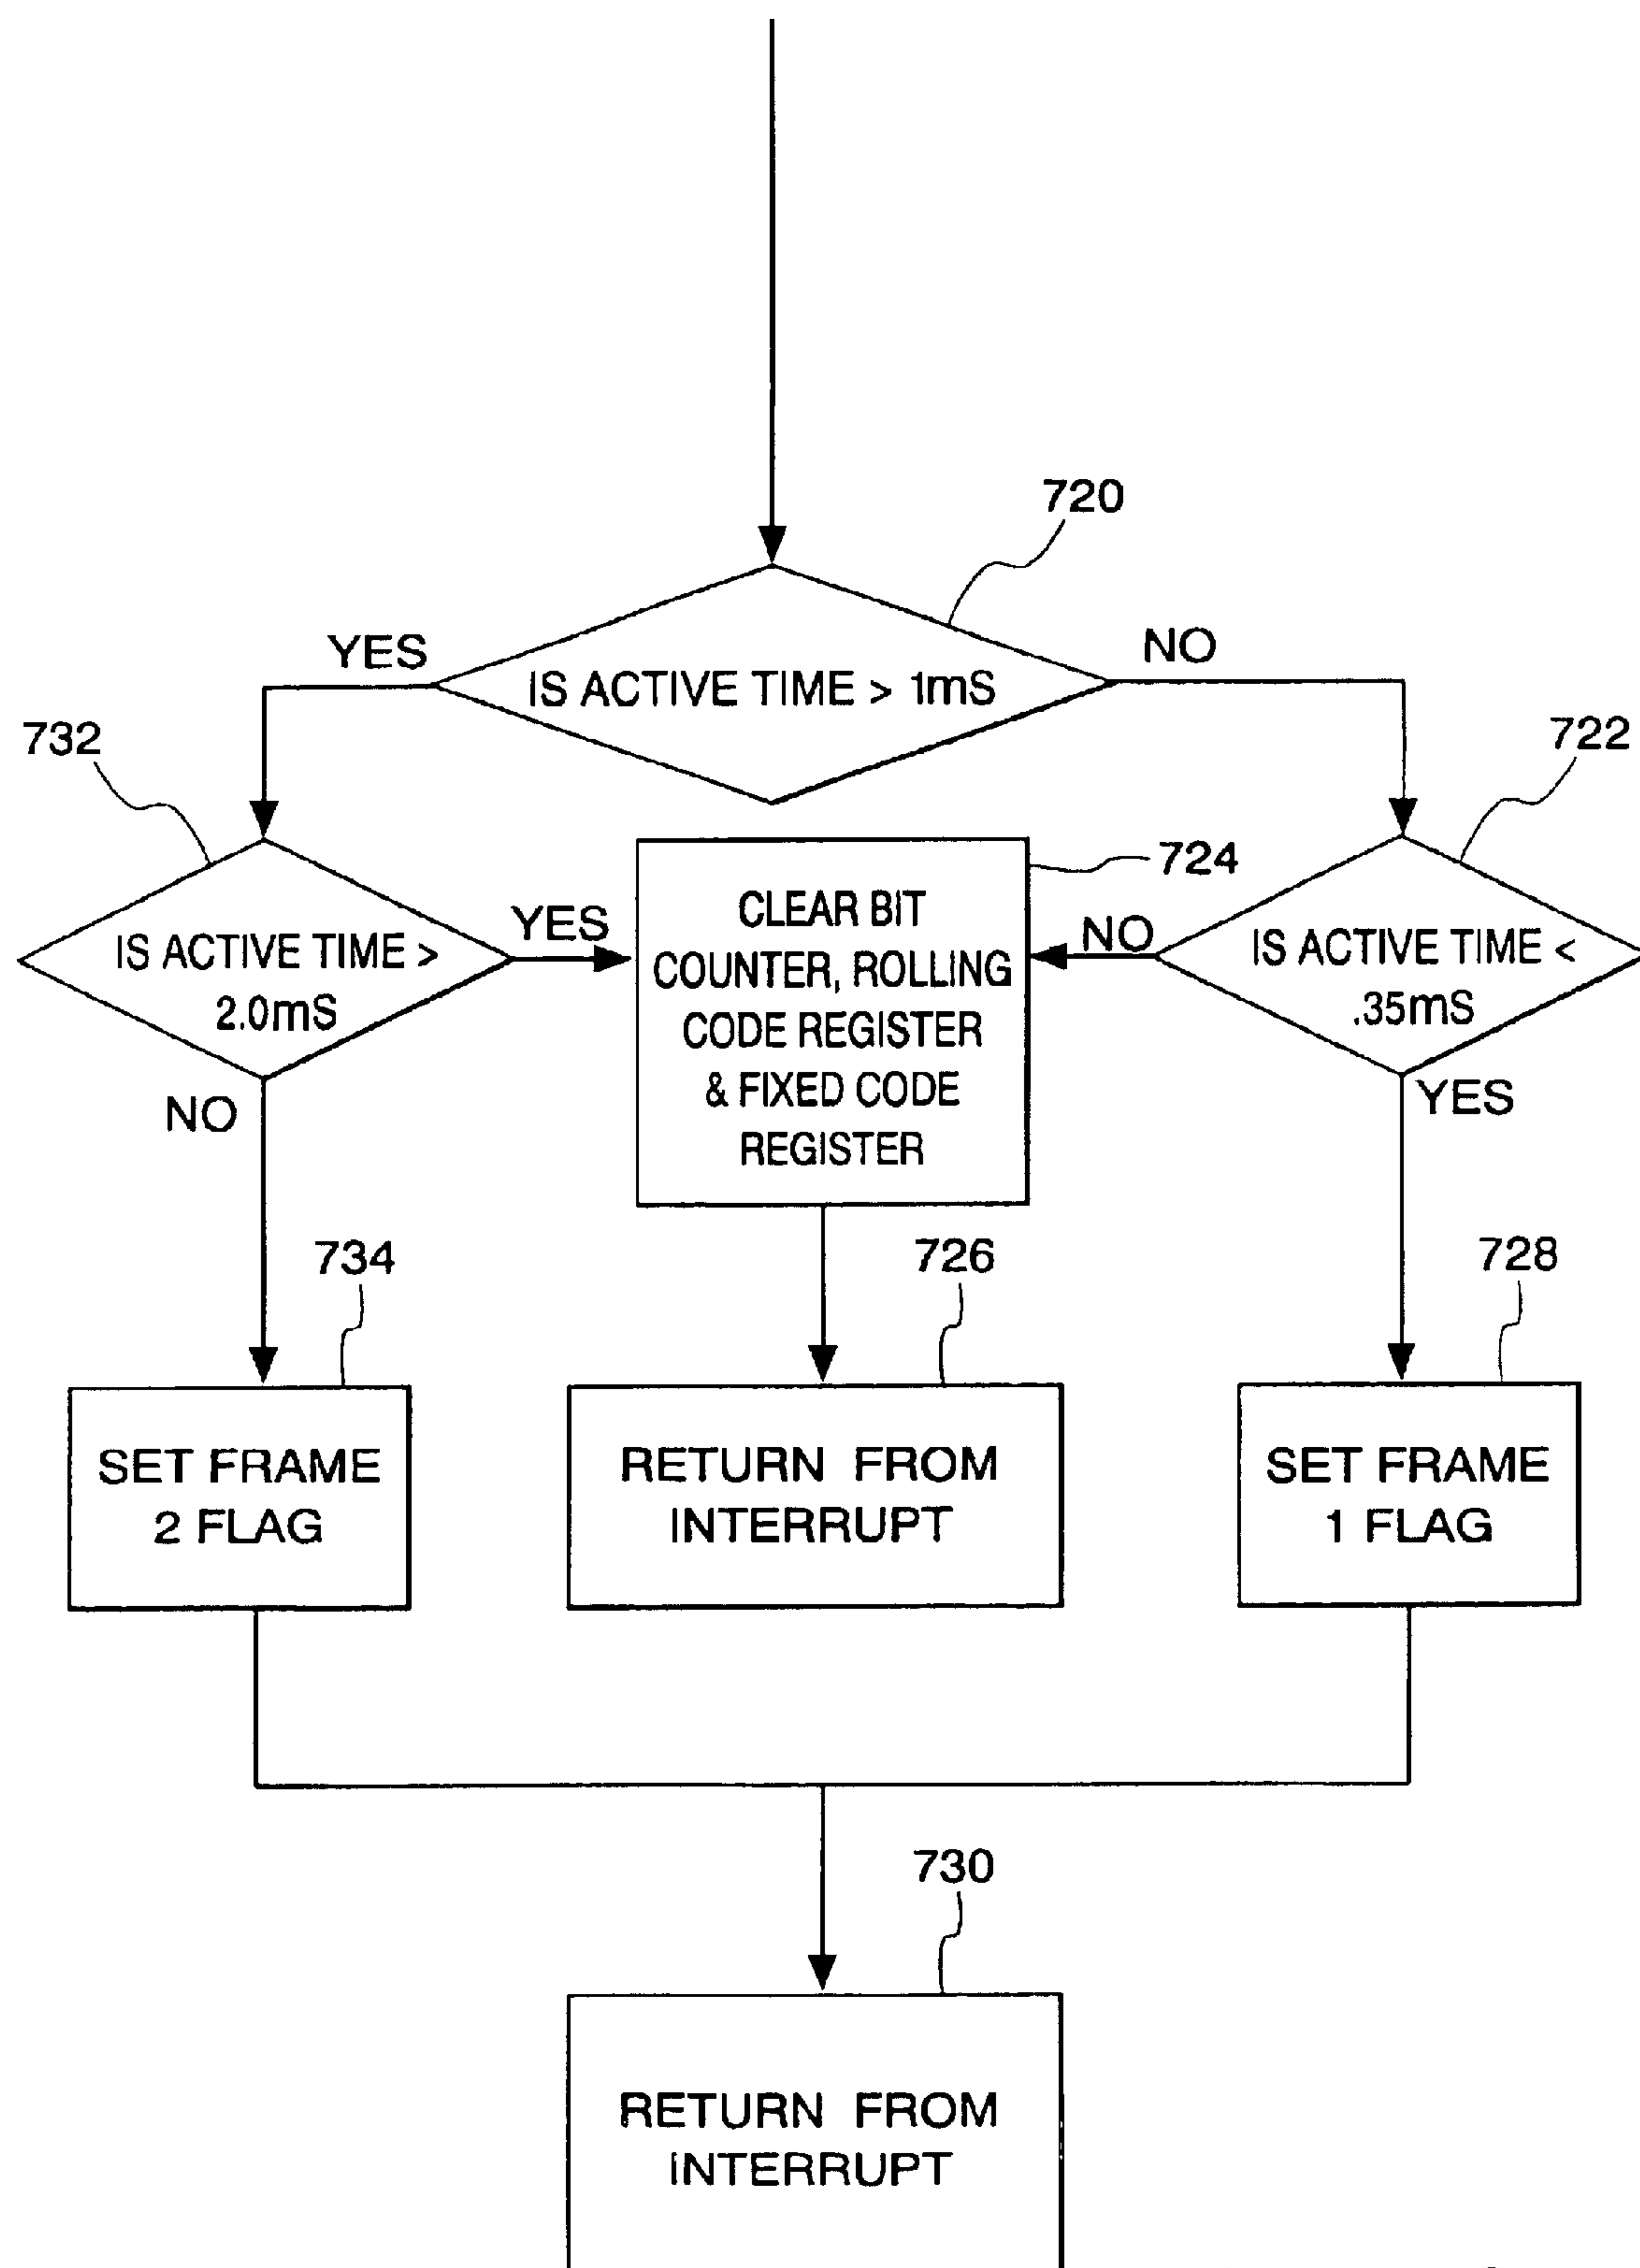 720
YES
NO
IS ACTIVE TIME > 1mS
732
722
724
CLEAR BIT
COUNTER, ROLLING
CODE REGISTER
& FIXED CODE
REGISTER
YES
NO
IS ACTIVE TIME >
2.0mS
IS ACTIVE TIME <
.35mS
NO
YES
734
726
728
SET FRAME
2 FLAG
RETURN FROM
INTERRUPT
SET FRAME
1 FLAG
730
RETURN FROM
INTERRUPT